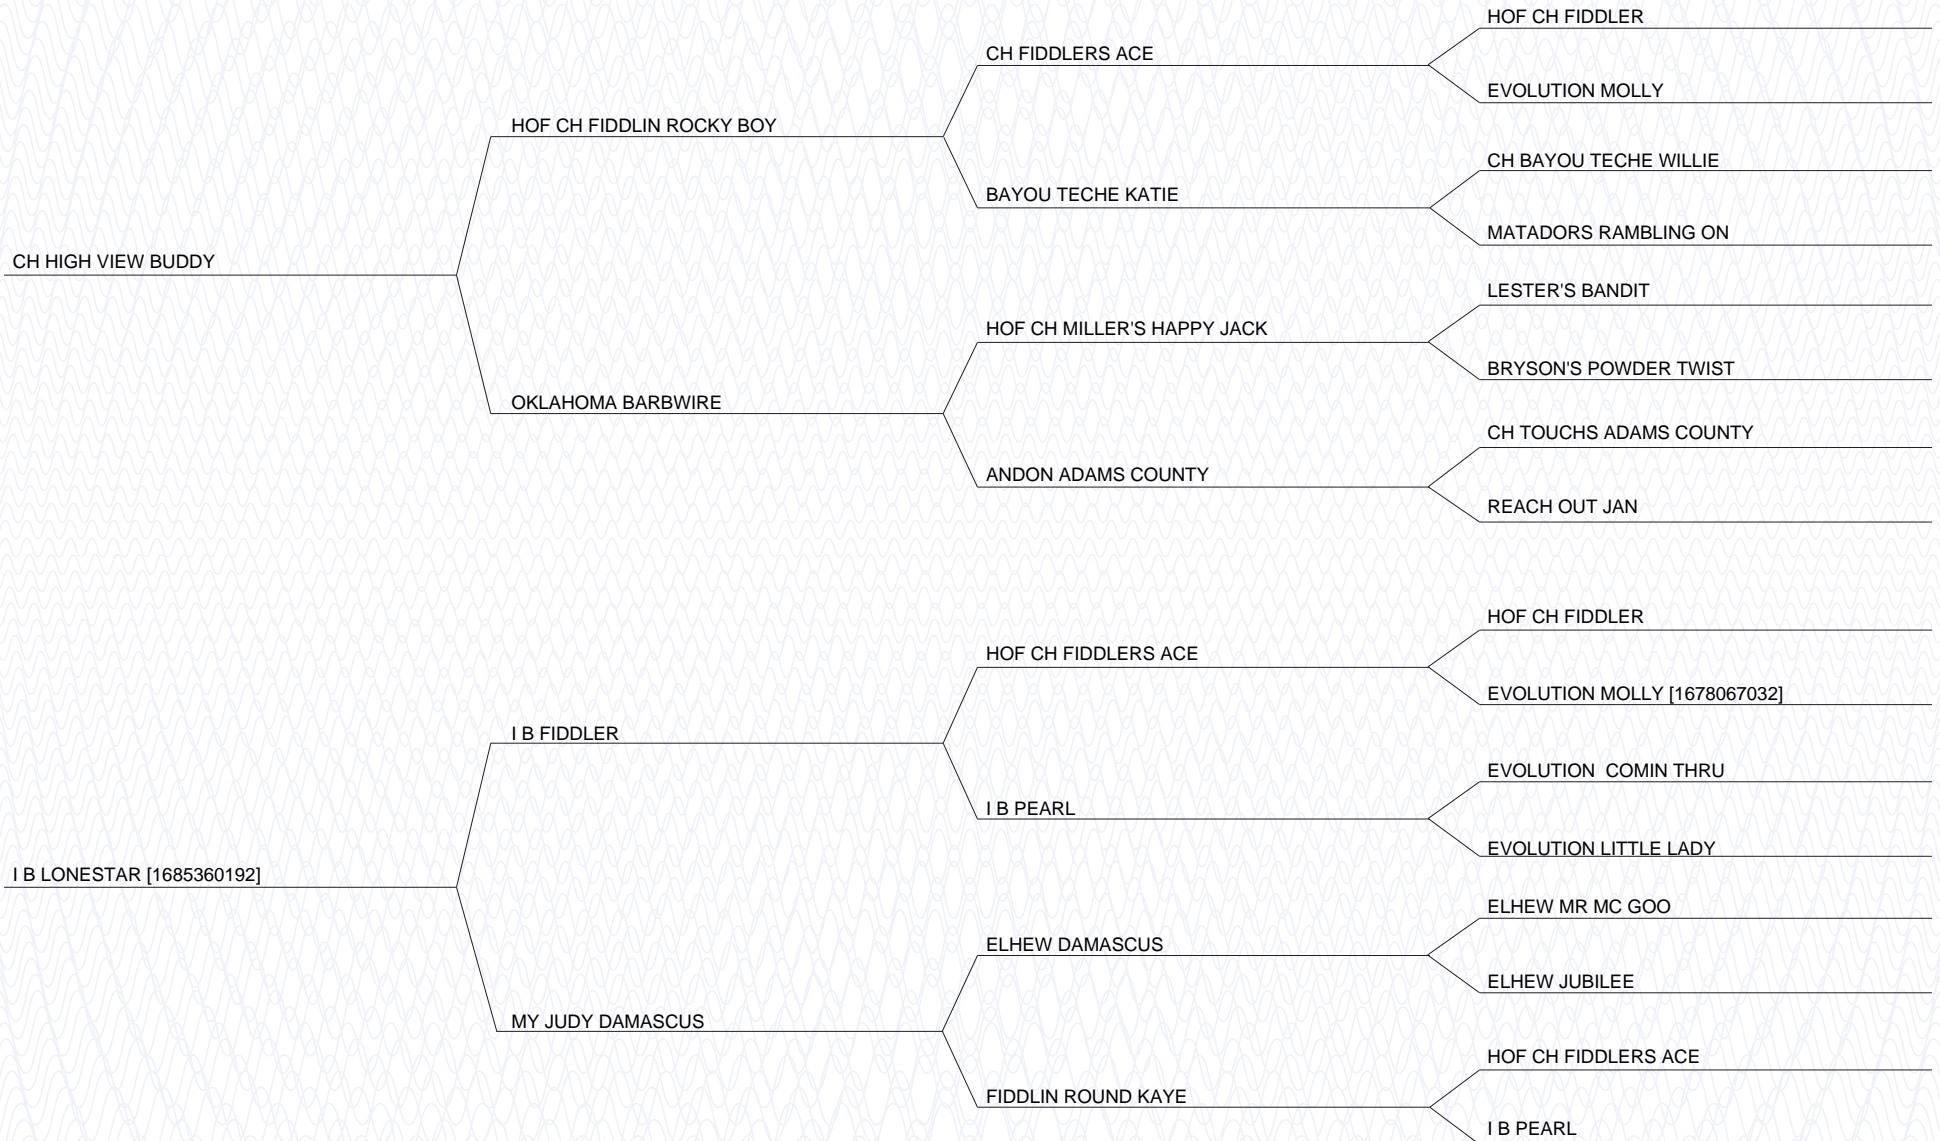 HOF CH FIDDLER
CH FIDDLERS ACE
EVOLUTION MOLLY
HOF CH FIDDLIN ROCKY BOY
CH BAYOU TECHE WILLIE
BAYOU TECHE KATIE
MATADORS RAMBLING ON
CH HIGH VIEW BUDDY
LESTER'S BANDIT
HOF CH MILLER'S HAPPY JACK
BRYSON'S POWDER TWIST
OKLAHOMA BARBWIRE
CH TOUCHS ADAMS COUNTY
ANDON ADAMS COUNTY
REACH OUT JAN
HOF CH FIDDLER
HOF CH FIDDLERS ACE
EVOLUTION MOLLY [1678067032]
I B FIDDLER
EVOLUTION  COMIN THRU
I B PEARL
EVOLUTION LITTLE LADY
I B LONESTAR [1685360192]
ELHEW MR MC GOO
ELHEW DAMASCUS
ELHEW JUBILEE
MY JUDY DAMASCUS
HOF CH FIDDLERS ACE
FIDDLIN ROUND KAYE
I B PEARL